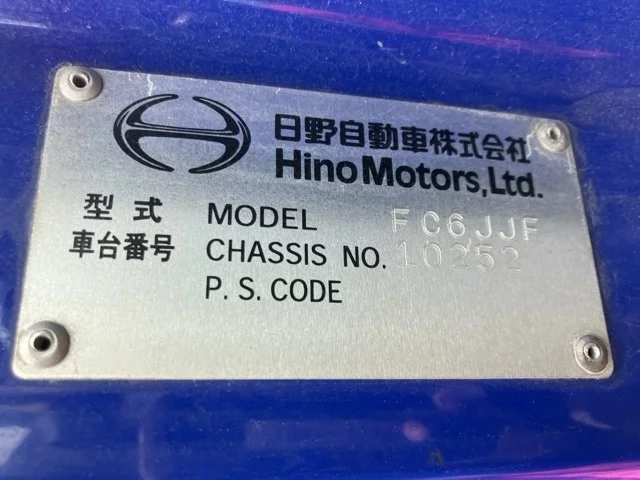 日野自動車株式会社
Hino Motors, Ltd.
型式 MODEL FC6JJF
車台番号 CHASSIS NO. 10252
P. S. CODE